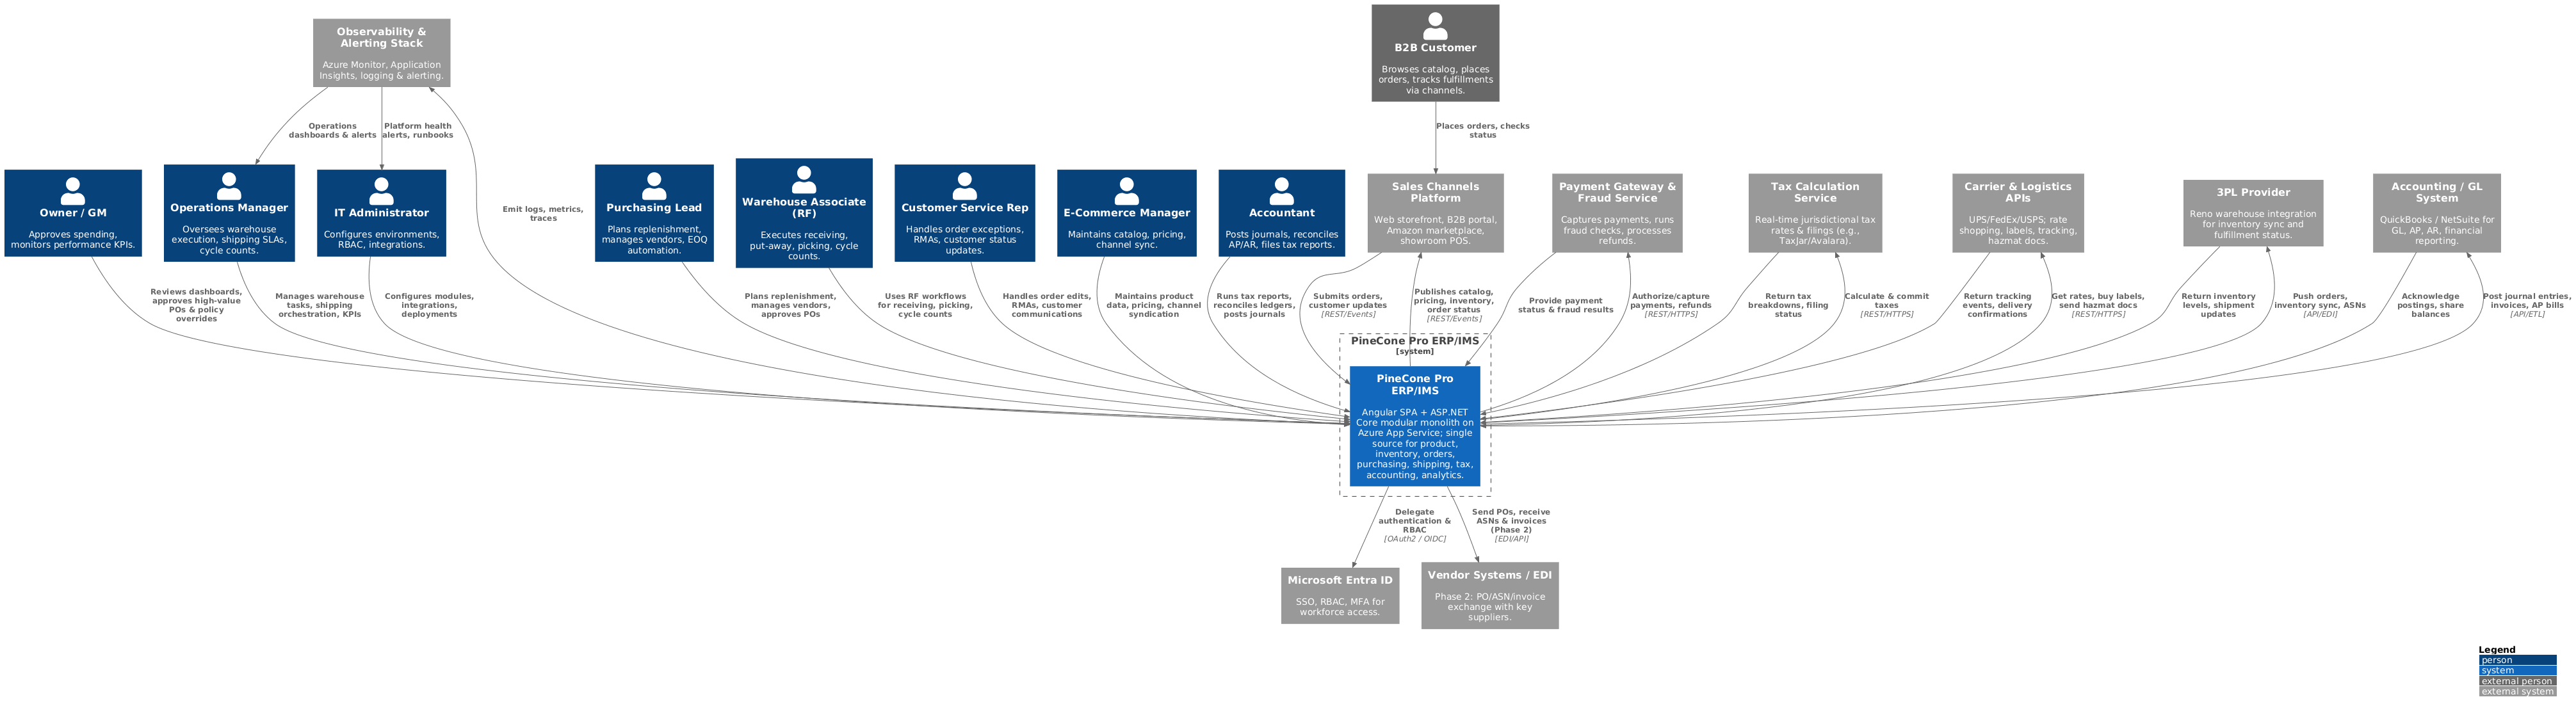 Observability &
Alerting Stack
Azure Monitor, Application
Insights, logging & alerting.
B2B Customer
Browses catalog, places
orders, tracks fulfillments
via channels.
Operations
dashboards & alerts
Platform health
alerts, runbooks
Places orders, checks
status
Owner / GM
Approves spending,
monitors performance KPIs.
Operations Manager
Oversees warehouse
execution, shipping SLAs,
cycle counts.
IT Administrator
Configures environments,
RBAC, integrations.
Emit logs, metrics,
traces
Purchasing Lead
Plans replenishment,
manages vendors, EOQ
automation.
Warehouse Associate
(RF)
Executes receiving,
put-away, picking, cycle
counts.
Customer Service Rep
Handles order exceptions,
RMAs, customer status
updates.
E-Commerce Manager
Maintains catalog, pricing,
channel sync.
Accountant
Posts journals, reconciles
AP/AR, files tax reports.
Sales Channels
Platform
Web storefront, B2B portal,
Amazon marketplace,
showroom POS.
Payment Gateway &
Fraud Service
Captures payments, runs
fraud checks, processes
refunds.
Tax Calculation
Service
Real-time jurisdictional tax
rates & filings (e.g.,
TaxJar/Avalara).
Carrier & Logistics
APIs
UPS/FedEx/USPS; rate
shopping, labels, tracking,
hazmat docs.
3PL Provider
Reno warehouse integration
for inventory sync and
fulfillment status.
Accounting / GL
System
QuickBooks / NetSuite for
GL, AP, AR, financial
reporting.
Reviews dashboards,
approves high-value
POs & policy
overrides
Manages warehouse
tasks, shipping
orchestration, KPIs
Configures modules,
integrations,
deployments
Plans replenishment,
manages vendors,
approves POs
Uses RF workflows
for receiving, picking,
cycle counts
Handles order edits,
RMAs, customer
communications
Maintains product
data, pricing, channel
syndication
Runs tax reports,
reconciles ledgers,
posts journals
Submits orders,
customer updates
[REST/Events]
Publishes catalog,
pricing, inventory,
order status
[REST/Events]
Provide payment
status & fraud results
Authorize/capture
payments, refunds
[REST/HTTPS]
Return tax
breakdowns, filing
status
Calculate & commit
taxes
[REST/HTTPS]
Return tracking
events, delivery
confirmations
Get rates, buy labels,
send hazmat docs
[REST/HTTPS]
Return inventory
levels, shipment
updates
Push orders,
inventory sync, ASNs
[API/EDI]
Acknowledge
postings, share
balances
Post journal entries,
invoices, AP bills
[API/ETL]
PineCone Pro ERP/IMS
[system]
PineCone Pro
ERP/IMS
Angular SPA + ASP.NET
Core modular monolith on
Azure App Service; single
source for product,
inventory, orders,
purchasing, shipping, tax,
accounting, analytics.
Delegate
authentication &
RBAC
[OAuth2 / OIDC]
Send POs, receive
ASNs & invoices
(Phase 2)
[EDI/API]
Microsoft Entra ID
SSO, RBAC, MFA for
workforce access.
Vendor Systems / EDI
Phase 2: PO/ASN/invoice
exchange with key
suppliers.
Legend
person
system
external person
external system